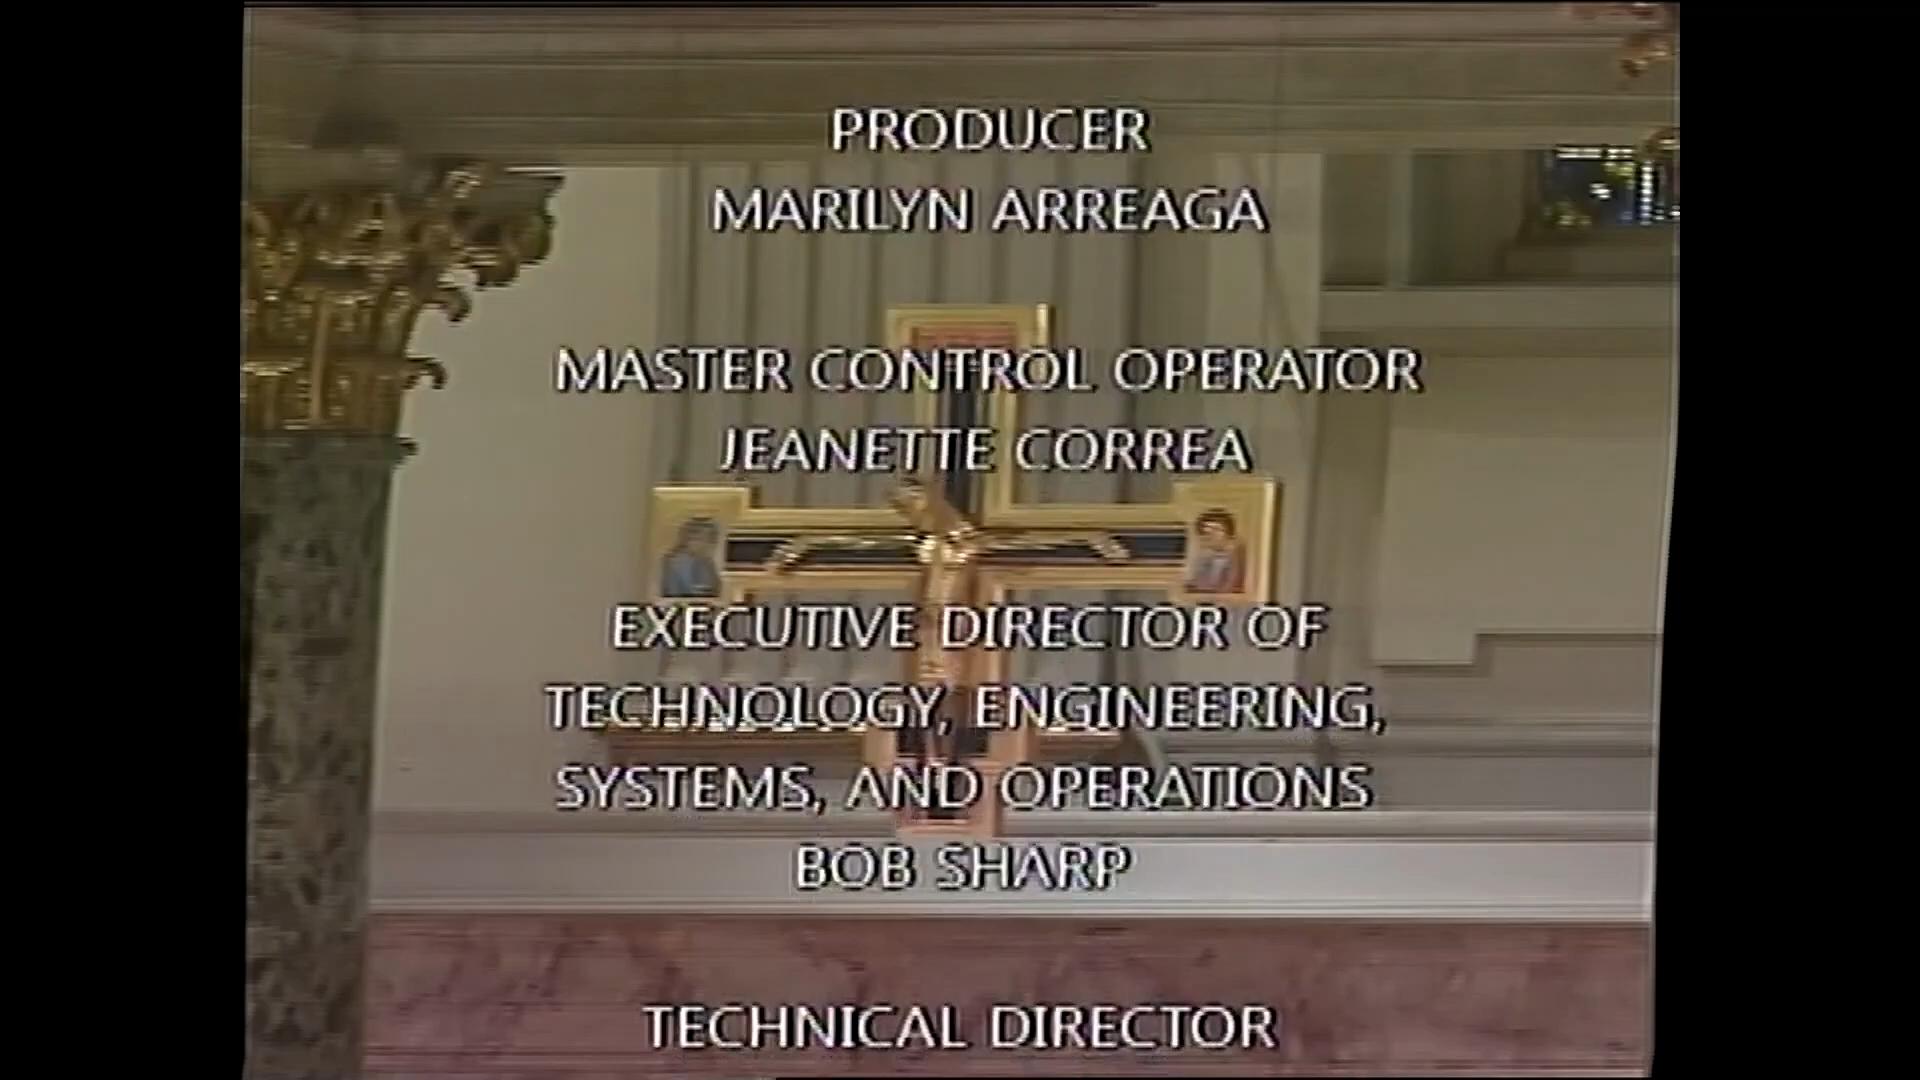 PRODUCER
MARILYN ARREAGA
MASTER CONTROL OPERATOR
JEANETTE CORREA
EXECUTIVE DIRECTOR OF
TECHNOLOGY, ENGINEERING,
SYSTEMS, AND OPERATIONS
BOB SHARP
TECHNICAL DIRECTOR